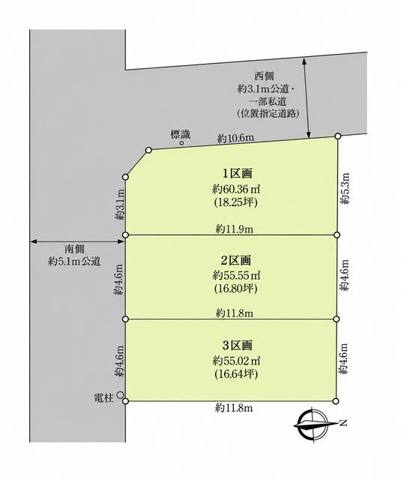 西側
約3.1m公道・
一部私道
(位置指定道路)
標識
約10.6m
1区画
約60.36㎡
(18.25坪)
約3.1m
約5.3m
約11.9m
南側
約5.1m公道
2区画
約55.55㎡
(16.80坪)
約4.6m
約4.6m
約11.8m
3区画
約55.02㎡
(16.64坪)
約4.6m
約4.6m
電柱
約11.8m
N